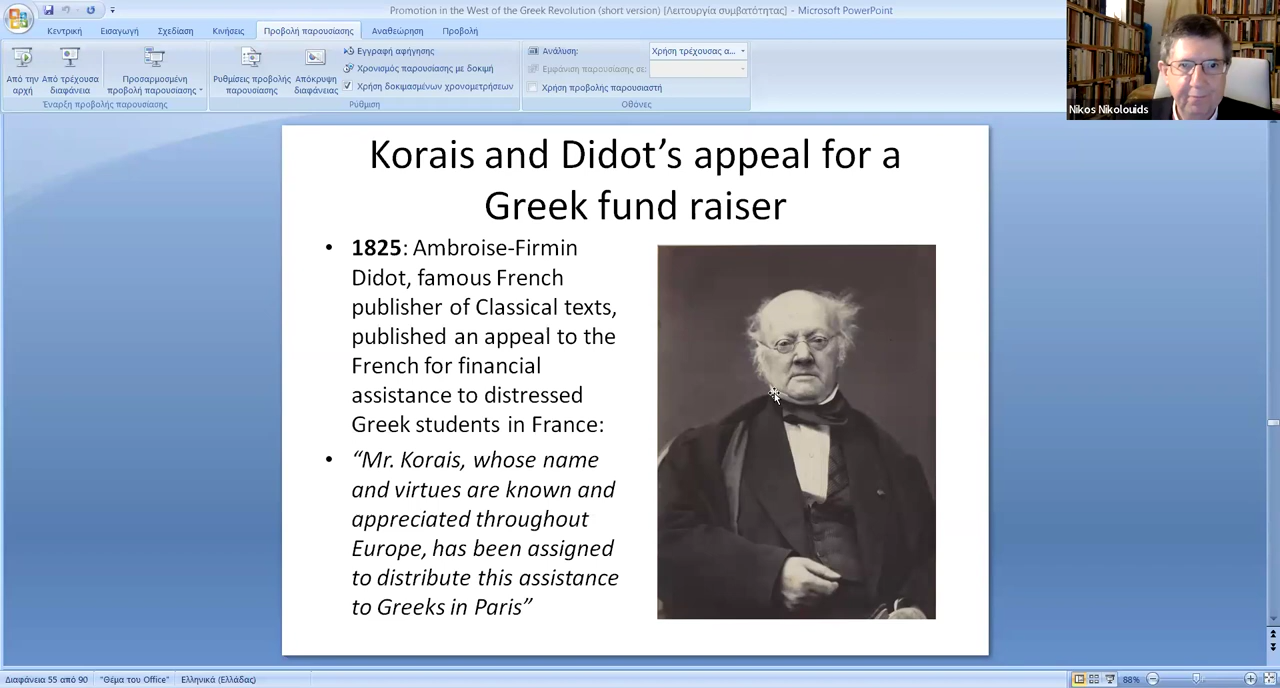 Promotion in the West of the Greek Revolution (short version) [Λειτουργία συμβατότητας] - Microsoft PowerPoint
Κεντρική Εισαγωγή Σχεδίαση Κινήσεις Προβολή παρουσίασης Αναθεώρηση Προβολή
Από την αρχή
Από τρέχουσα διαφάνεια
Προσαρμοσμένη προβολή παρουσίασης
Έναρξη προβολής παρουσίασης
Ρυθμίσεις προβολής παρουσίασης
Απόκρυψη διαφάνειας
Εγγραφή αφήγησης
Χρονισμός παρουσίασης με δοκιμή
Χρήση δοκιμασμένων χρονομετρήσεων
Ρύθμιση
Ανάλυση: Χρήση τρέχουσας α...
Εμφάνιση παρουσίασης σε:
Χρήση προβολής παρουσιαστή
Οθόνες
Nikos Nikolouids
Korais and Didot’s appeal for a
Greek fund raiser
• 1825: Ambroise-Firmin
Didot, famous French
publisher of Classical texts,
published an appeal to the
French for financial
assistance to distressed
Greek students in France:
• “Mr. Korais, whose name
and virtues are known and
appreciated throughout
Europe, has been assigned
to distribute this assistance
to Greeks in Paris”
Διαφάνεια 55 από 90 "Θέμα του Office" Ελληνικά (Ελλάδας) 88%